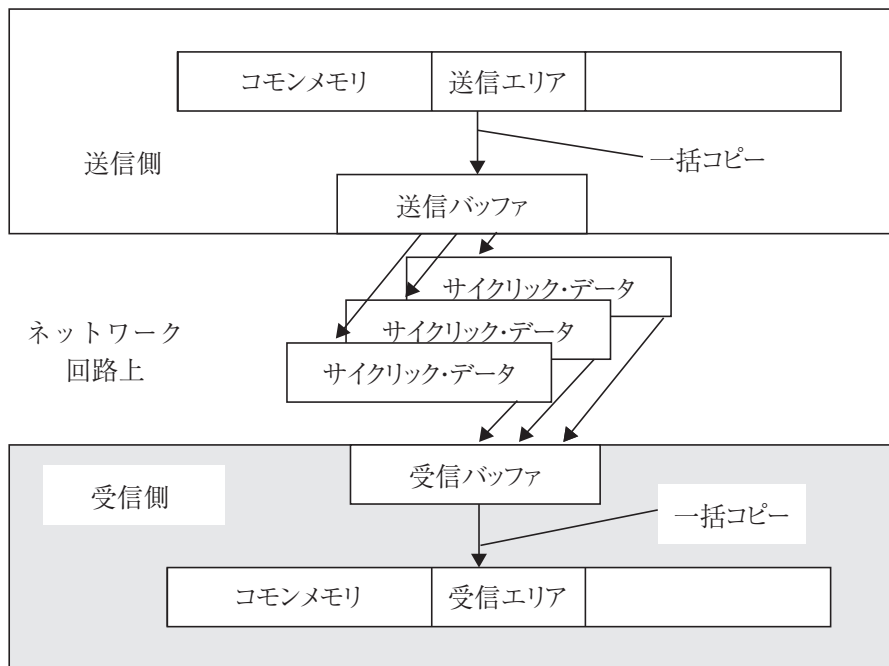 コモンメモリ
送信エリア
一括コピー
送信側
送信バッファ
サイクリック・データ
サイクリック・データ
サイクリック・データ
ネットワーク
回路上
受信バッファ
受信側
一括コピー
コモンメモリ
受信エリア